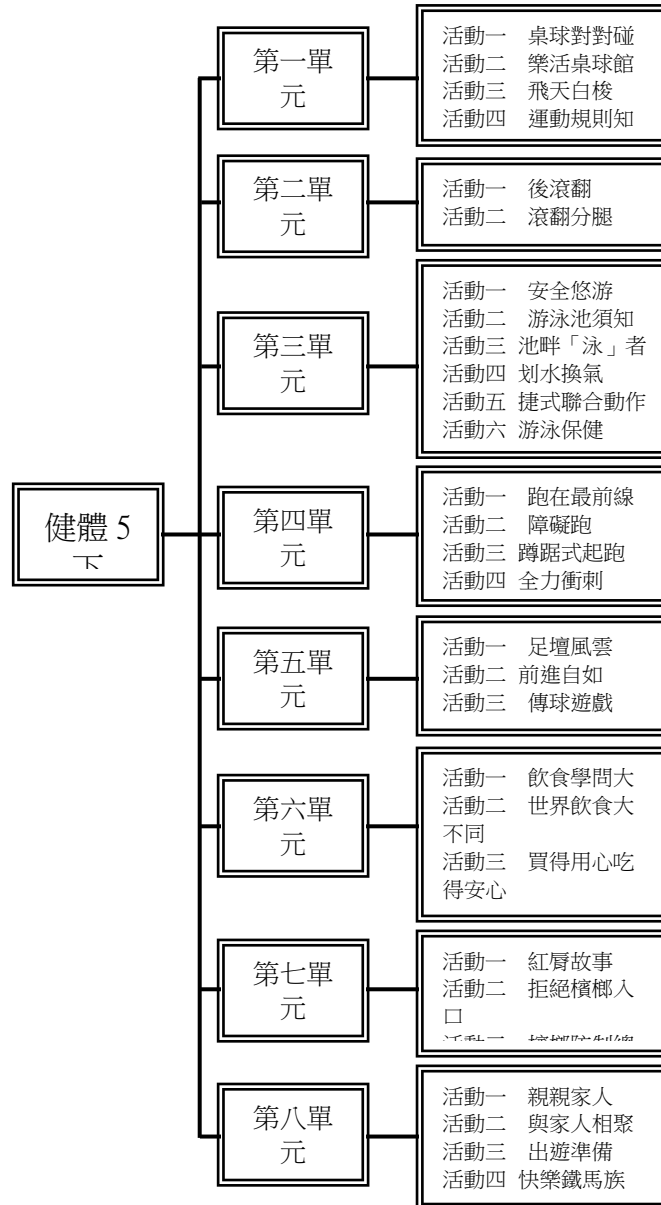 健體 5
下
第一單
元
活動一　桌球對對碰
活動二　樂活桌球館
活動三　飛天白梭
活動四　運動規則知
第二單
元
活動一　後滾翻
活動二　滾翻分腿
第三單
元
活動一　安全悠游
活動二　游泳池須知
活動三 池畔「泳」者
活動四 划水換氣
活動五 捷式聯合動作
活動六 游泳保健
第四單
元
活動一　跑在最前線
活動二　障礙跑
活動三 蹲踞式起跑
活動四 全力衝刺
第五單
元
活動一　足壇風雲
活動二 前進自如
活動三　傳球遊戲
第六單
元
活動一　飲食學問大
活動二　世界飲食大
不同
活動三　買得用心吃
得安心
第七單
元
活動一　紅脣故事
活動二　拒絕檳榔入
口
第八單
元
活動一　親親家人
活動二　與家人相聚
活動三　出遊準備
活動四 快樂鐵馬族